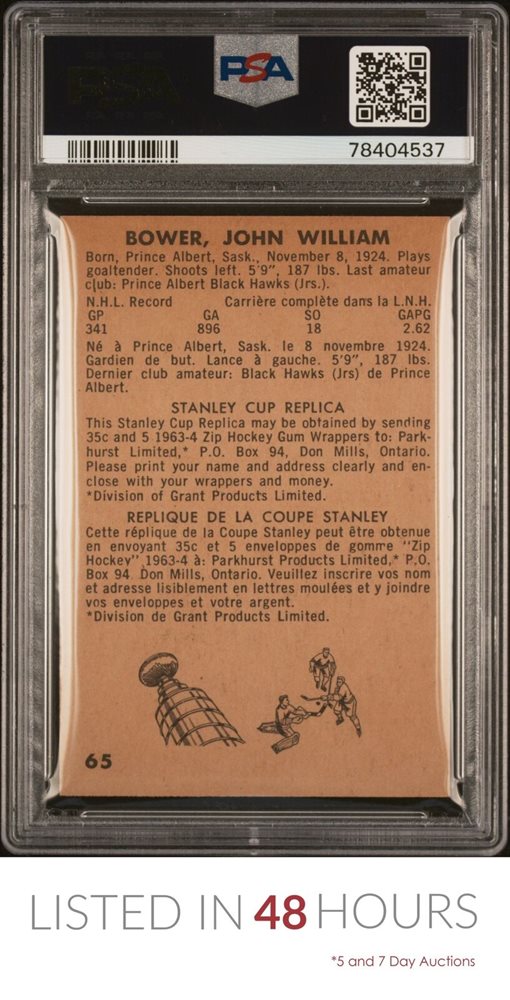 PSA
PSA
78404537
BOWER, JOHN WILLIAM
Born, Prince Albert, Sask., November 8, 1924. Plays
goaltender. Shoots left. 5'9", 187 lbs. Last amateur
club: Prince Albert Black Hawks (Jrs.).
N.H.L. Record Carrière complète dans la L.N.H.
GP GA SO GAPG
341 896 18 2.62
Né à Prince Albert, Sask. le 8 novembre 1924.
Gardien de but. Lance à gauche. 5'9", 187 lbs.
Dernier club amateur: Black Hawks (Jrs) de Prince
Albert.
STANLEY CUP REPLICA
This Stanley Cup Replica may be obtained by sending
35c and 5 1963-4 Zip Hockey Gum Wrappers to: Park-
hurst Limited,* P.O. Box 94, Don Mills, Ontario.
Please print your name and address clearly and en-
close with your wrappers and money.
*Division of Grant Products Limited.
REPLIQUE DE LA COUPE STANLEY
Cette réplique de la Coupe Stanley peut être obtenue
en envoyant 35c et 5 enveloppes de gomme "Zip
Hockey" 1963-4 à: Parkhurst Products Limited,* P.O.
Box 94 Don Mills, Ontario. Veuillez inscrire vos nom
et adresse lisiblement en lettres moulées et y joindre
vos enveloppes et votre argent.
*Division de Grant Products Limited.
65
LISTED IN 48 HOURS
*5 and 7 Day Auctions